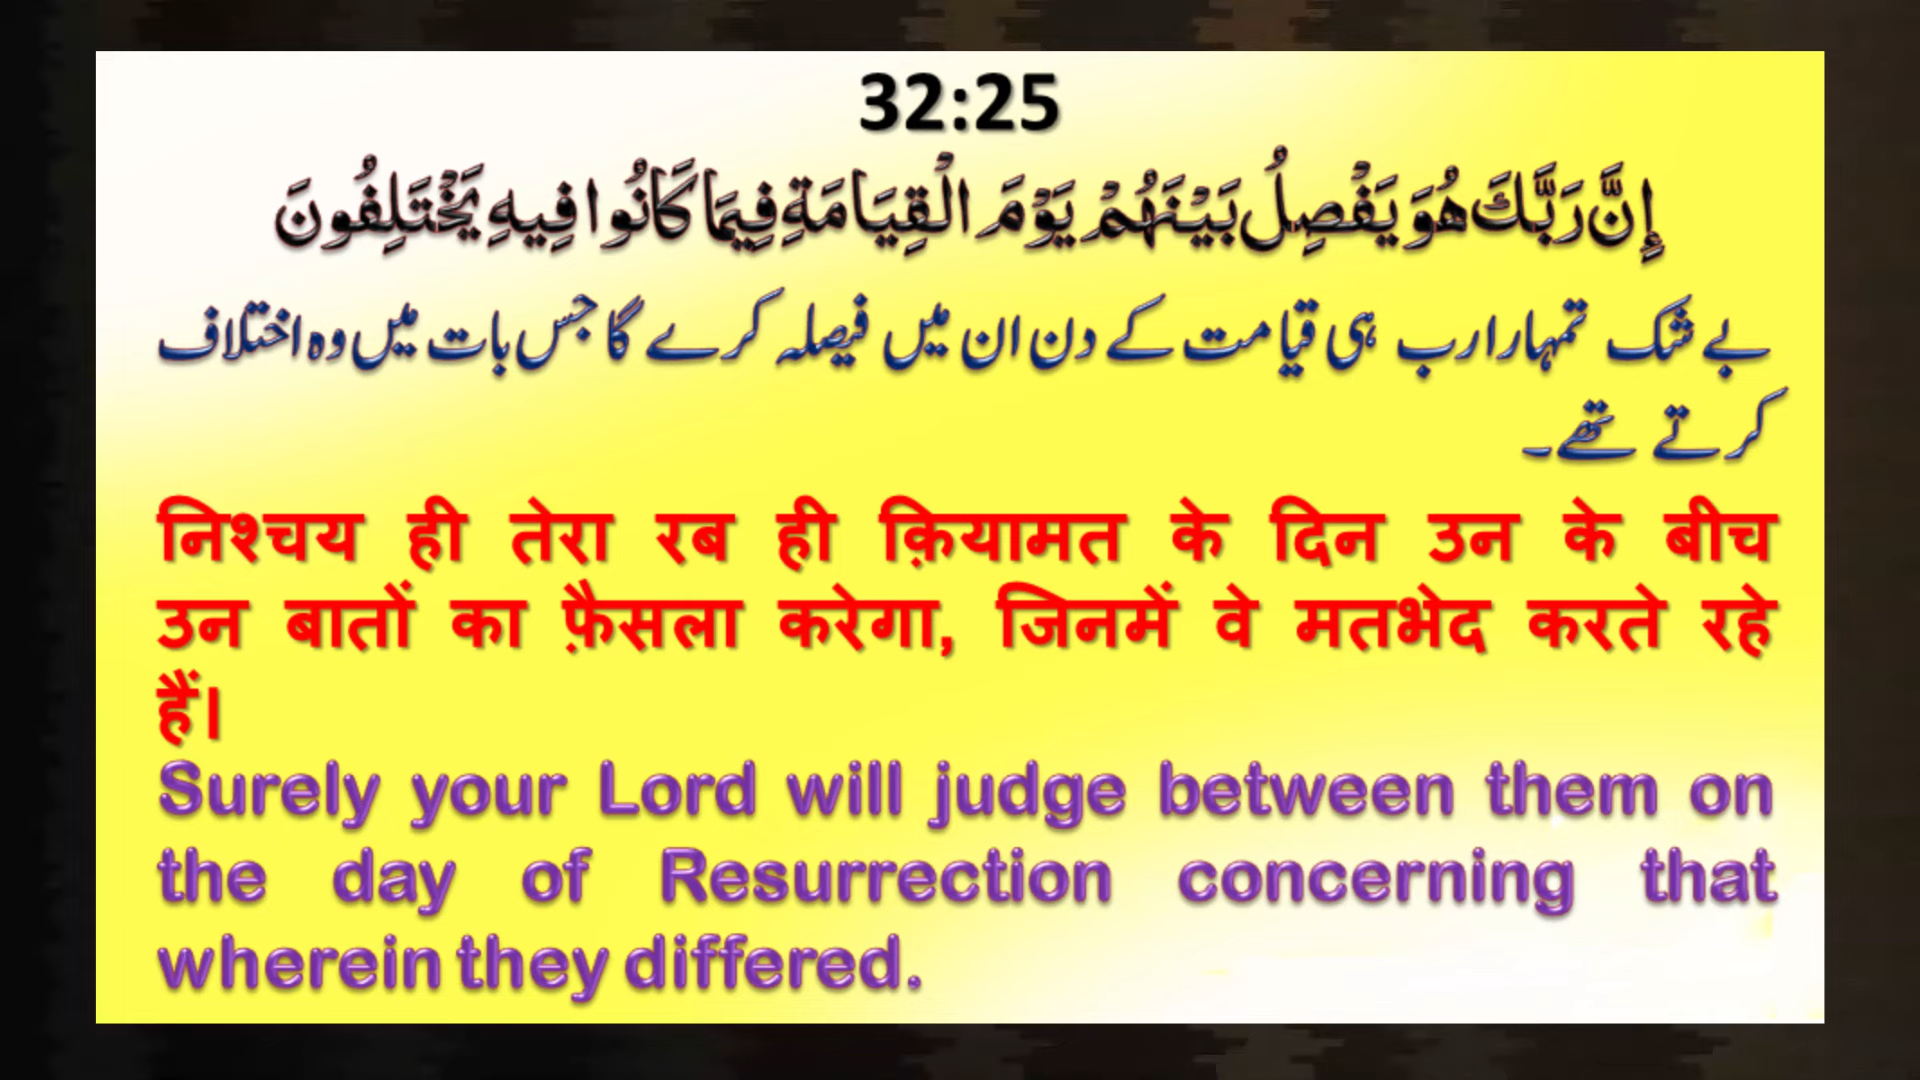 32:25
إِنَّ رَبَّكَ هُوَ يَفْصِلُ بَيْنَهُمْ يَوْمَ الْقِيَامَةِ فِيمَا كَانُوا فِيهِ يَخْتَلِفُونَ
بے شک تمہارا رب ہی قیامت کے دن ان میں فیصلہ کرے گا جس بات میں وہ اختلاف
کرتے تھے۔
निश्चय ही तेरा रब ही क़ियामत के दिन उन के बीच
उन बातों का फ़ैसला करेगा, जिनमें वे मतभेद करते रहे
हैं।
Surely your Lord will judge between them on
the day of Resurrection concerning that
wherein they differed.